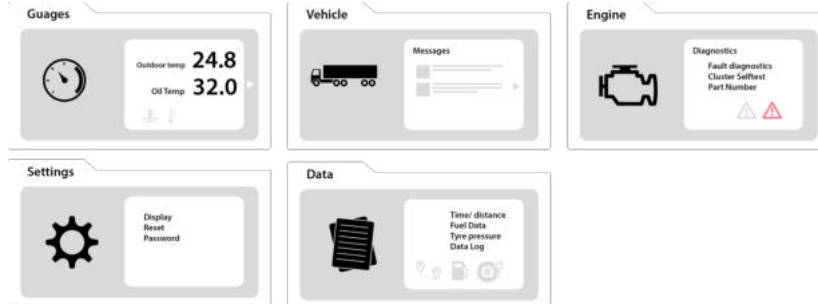 Guages
Outdoor temp 24.8
Oil Temp 32.0
Vehicle
Messages
Engine
Diagnostics
Fault diagnostics
Cluster Selftest
Part Number
Settings
Display
Reset
Password
Data
Time/ distance
Fuel Data
Tyre pressure
Data Log